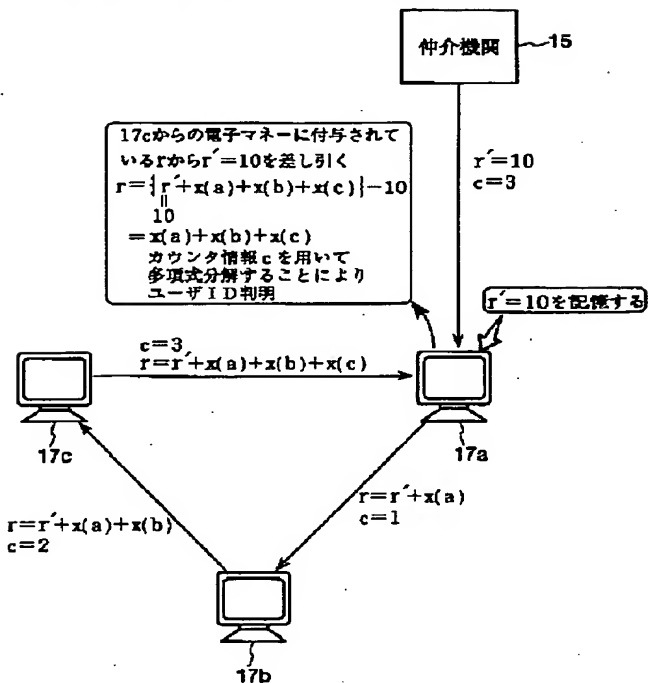 仲介機関
15
17cからの電子マネーに付与されて
いるrからr´=10を差し引く
r={r´+x(a)+x(b)+x(c)}-10
10
=x(a)+x(b)+x(c)
カウンタ情報cを用いて
多項式分解することにより
ユーザID判明
r´=10
c=3
r´=10を記憶する
c=3
r=r´+x(a)+x(b)+x(c)
17c
17a
r=r´+x(a)
c=1
r=r´+x(a)+x(b)
c=2
17b